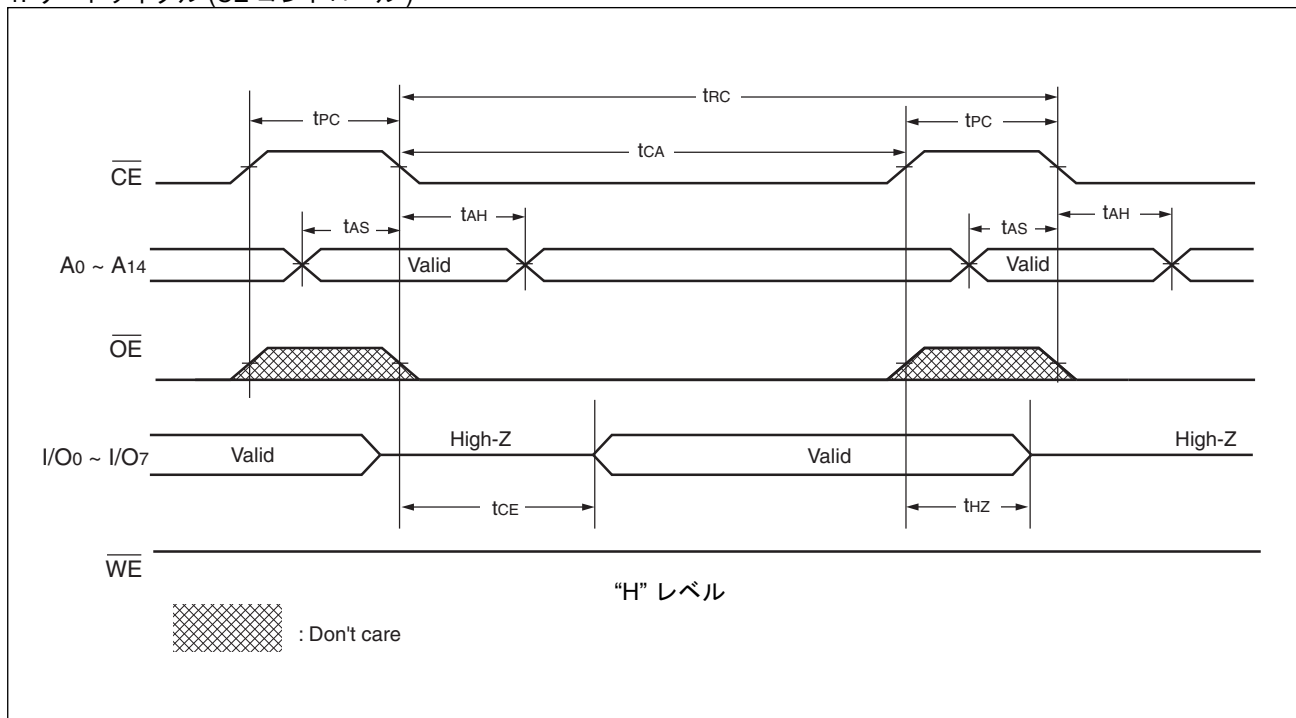 tRC
tPC tPC
tCA
CE
tAS tAH tAS tAH
A0 ~ A14 Valid Valid
OE
High-Z High-Z
I/O0 ~ I/O7 Valid Valid
tCE tHZ
WE
“H” レベル
: Don't care